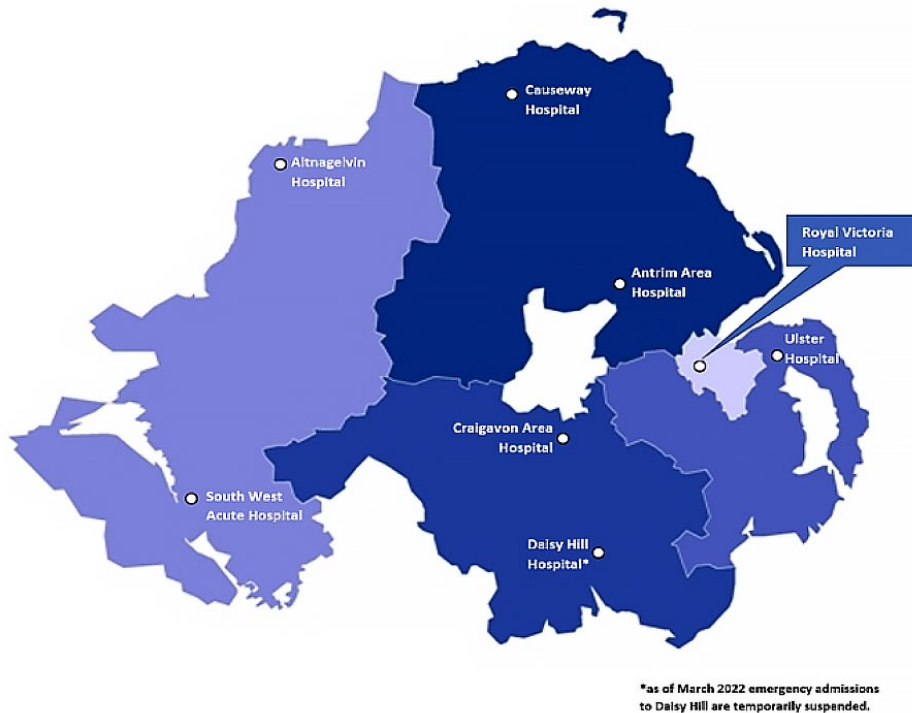 Causeway
Hospital
Altnagelvin
Hospital
Royal Victoria
Hospital
Antrim Area
Hospital
Ulster
Hospital
Craigavon Area
Hospital
South West
Acute Hospital
Daisy Hill
Hospital*
*as of March 2022 emergency admissions
to Daisy Hill are temporarily suspended.